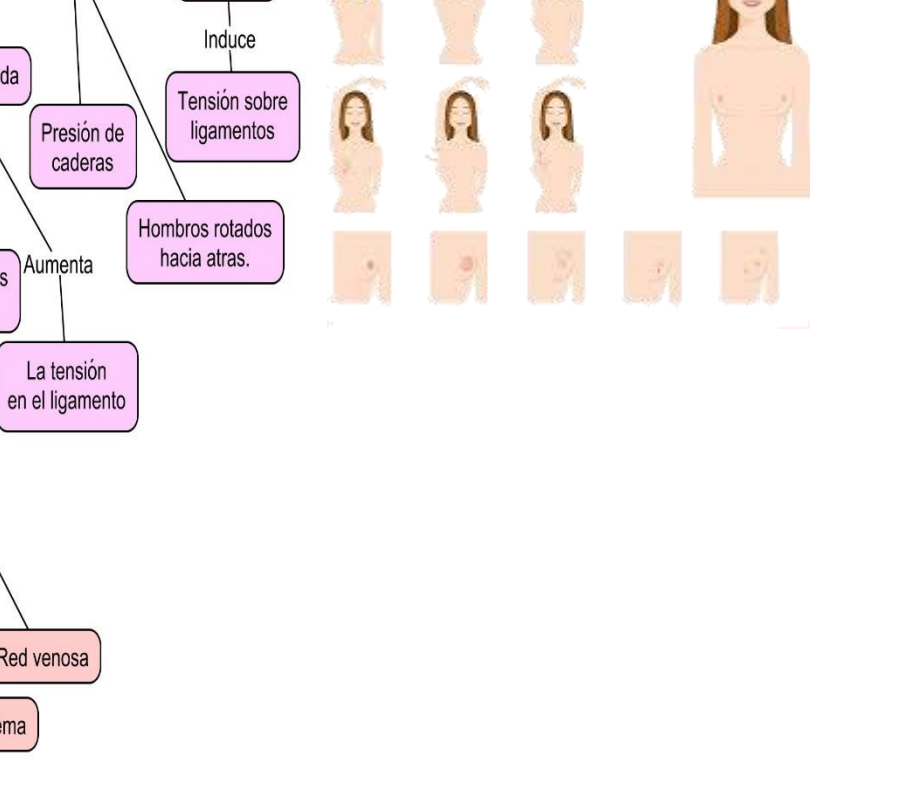 Induce
Tensión sobre
ligamentos
da
Presión de
caderas
Hombros rotados
hacia atras.
Aumenta
s
La tensión
en el ligamento
Red venosa
ema